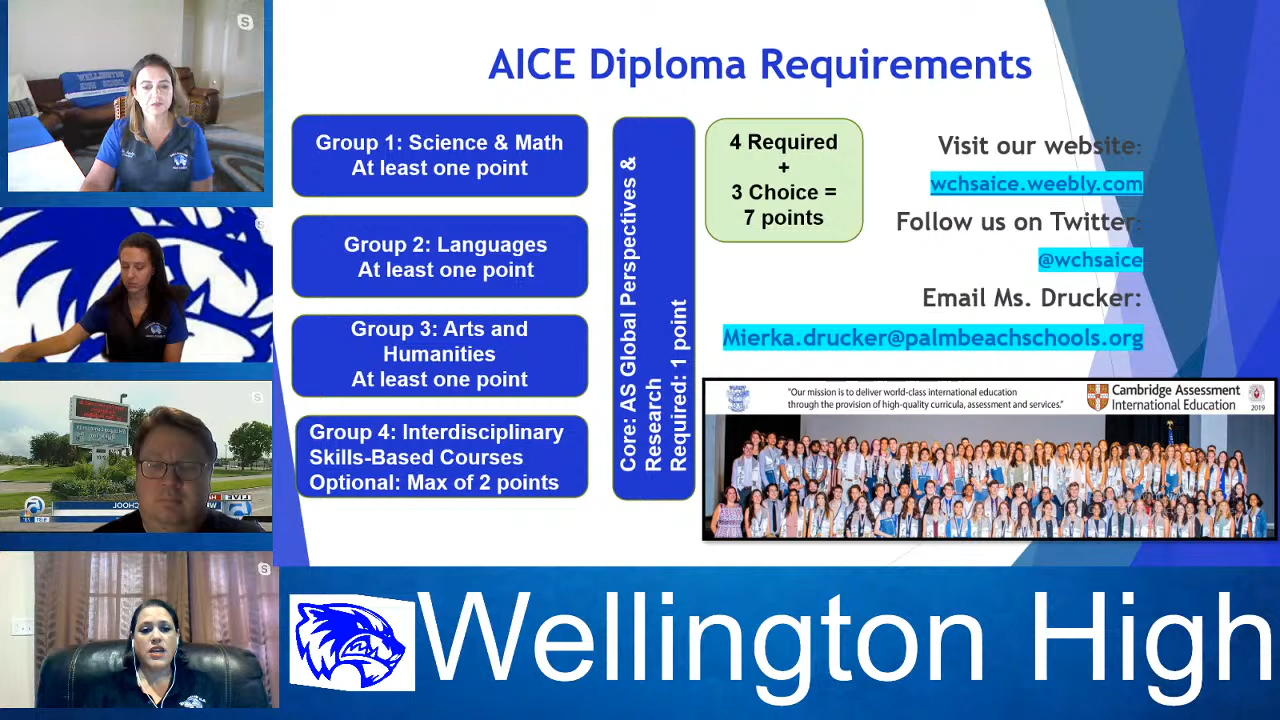 AICE Diploma Requirements
Group 1: Science & Math
At least one point
Group 2: Languages
At least one point
Group 3: Arts and
Humanities
At least one point
Group 4: Interdisciplinary
Skills-Based Courses
Optional: Max of 2 points
Core: AS Global Perspectives &
Research
Required: 1 point
4 Required
+
3 Choice =
7 points
Visit our website:
wchsaice.weebly.com
Follow us on Twitter:
@wchsaice
Email Ms. Drucker:
Mierka.drucker@palmbeachschools.org
"Our mission is to deliver world-class international education
through the provision of high-quality curricula, assessment and services."
Cambridge Assessment
International Education
2019
WELLINGTON
HIGH SCHOOL
LIVE
Wellington High